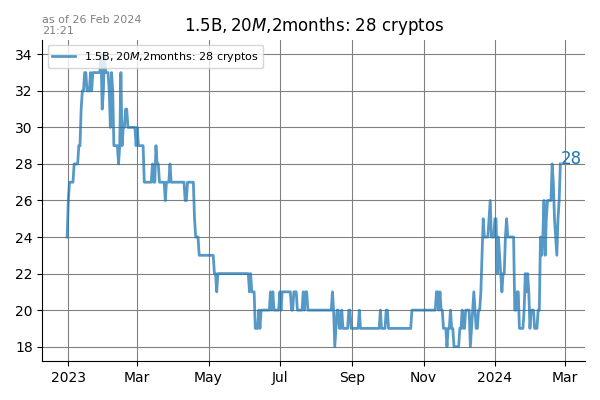 as of 26 Feb 2024
21:21
1.5B, 20M,2months: 28 cryptos
1.5B, 20M,2months: 28 cryptos
34
32
30
28
28
26
24
22
20
18
2023
Mar
May
Jul
Sep
Nov
2024
Mar